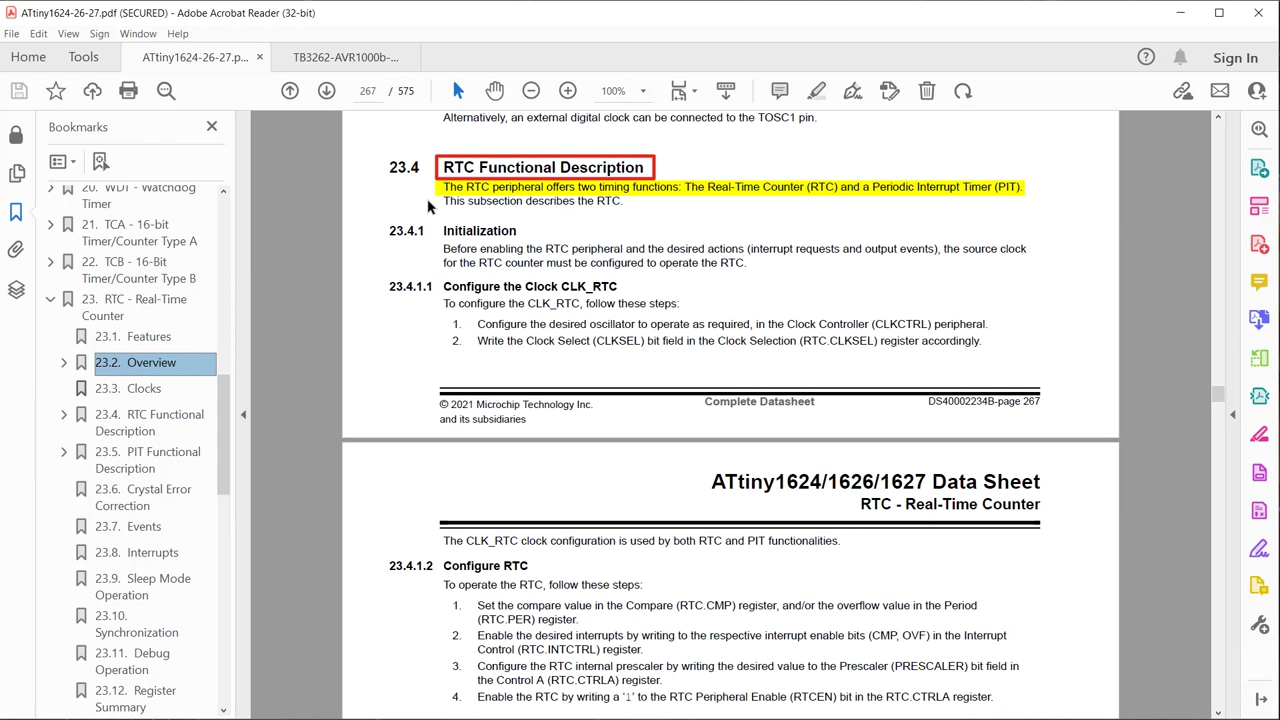 ATtiny1624-26-27.pdf (SECURED) - Adobe Acrobat Reader (32-bit)
File Edit View Sign Window Help
Home Tools ATtiny1624-26-27.p... × TB3262-AVR1000b-... Sign In
267 / 575 100%
Bookmarks
20. WDT - Watchdog
Timer
21. TCA - 16-bit
Timer/Counter Type A
22. TCB - 16-Bit
Timer/Counter Type B
23. RTC - Real-Time
Counter
23.1. Features
23.2. Overview
23.3. Clocks
23.4. RTC Functional
Description
23.5. PIT Functional
Description
23.6. Crystal Error
Correction
23.7. Events
23.8. Interrupts
23.9. Sleep Mode
Operation
23.10.
Synchronization
23.11. Debug
Operation
23.12. Register
Summary
Alternatively, an external digital clock can be connected to the TOSC1 pin.
23.4 RTC Functional Description
The RTC peripheral offers two timing functions: The Real-Time Counter (RTC) and a Periodic Interrupt Timer (PIT).
This subsection describes the RTC.
23.4.1 Initialization
Before enabling the RTC peripheral and the desired actions (interrupt requests and output events), the source clock
for the RTC counter must be configured to operate the RTC.
23.4.1.1 Configure the Clock CLK_RTC
To configure the CLK_RTC, follow these steps:
1. Configure the desired oscillator to operate as required, in the Clock Controller (CLKCTRL) peripheral.
2. Write the Clock Select (CLKSEL) bit field in the Clock Selection (RTC.CLKSEL) register accordingly.
© 2021 Microchip Technology Inc. Complete Datasheet DS40002234B-page 267
and its subsidiaries
ATtiny1624/1626/1627 Data Sheet
RTC - Real-Time Counter
The CLK_RTC clock configuration is used by both RTC and PIT functionalities.
23.4.1.2 Configure RTC
To operate the RTC, follow these steps:
1. Set the compare value in the Compare (RTC.CMP) register, and/or the overflow value in the Period
(RTC.PER) register.
2. Enable the desired interrupts by writing to the respective interrupt enable bits (CMP, OVF) in the Interrupt
Control (RTC.INTCTRL) register.
3. Configure the RTC internal prescaler by writing the desired value to the Prescaler (PRESCALER) bit field in
the Control A (RTC.CTRLA) register.
4. Enable the RTC by writing a '1' to the RTC Peripheral Enable (RTCEN) bit in the RTC.CTRLA register.